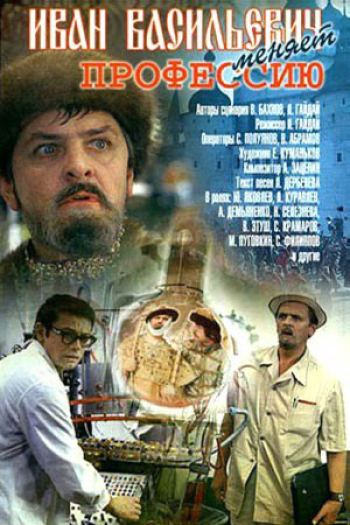 ИВАН ВАСИЛЬЕВИЧ
меняет
ПРОФЕССИЮ
Авторы сценария В. БАХНОВ, Л. ГАЙДАЙ
Режиссер Л. ГАЙДАЙ
Операторы С. ПОЛУЯНОВ, В. АБРАМОВ
Художник Е. КУМАНЬКОВ
Композитор А. ЗАЦЕПИН
Текст песен Л. ДЕРБЕНЕВА
В ролях: Ю. ЯКОВЛЕВ, Л. КУРАВЛЕВ,
А. ДЕМЬЯНЕНКО, Н. СЕЛЕЗНЕВА,
В. ЭТУШ, С. КРАМАРОВ,
М. ПУГОВКИН, С. ФИЛИППОВ
и другие